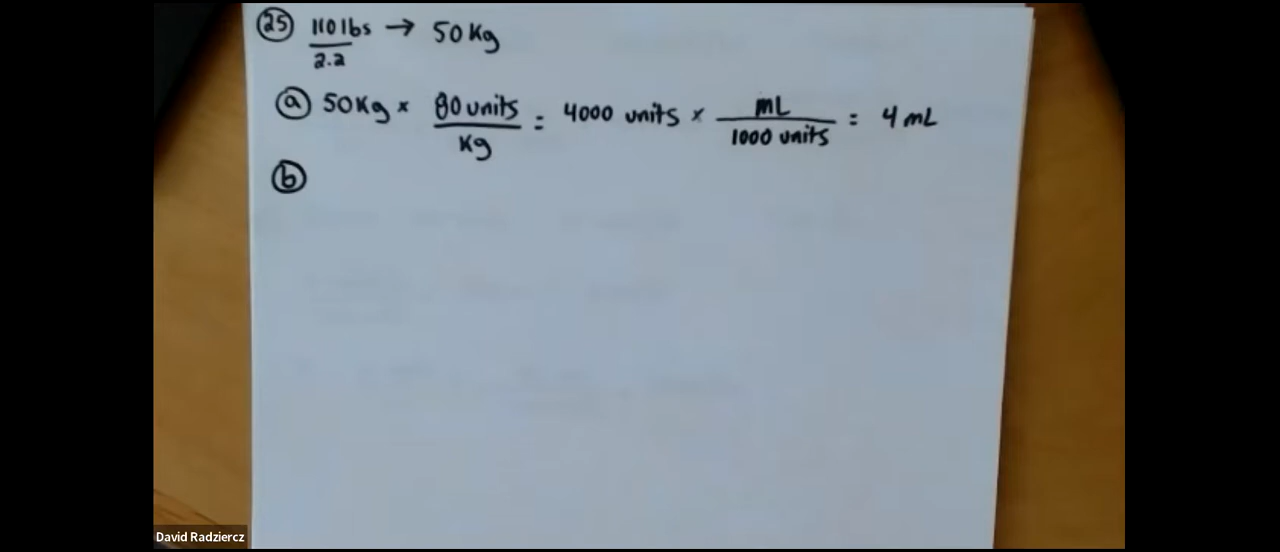 25 110 lbs → 50 Kg
2.2
a 50 Kg × 80 units = 4000 units × mL = 4 mL
Kg 1000 units
b
David Radziercz